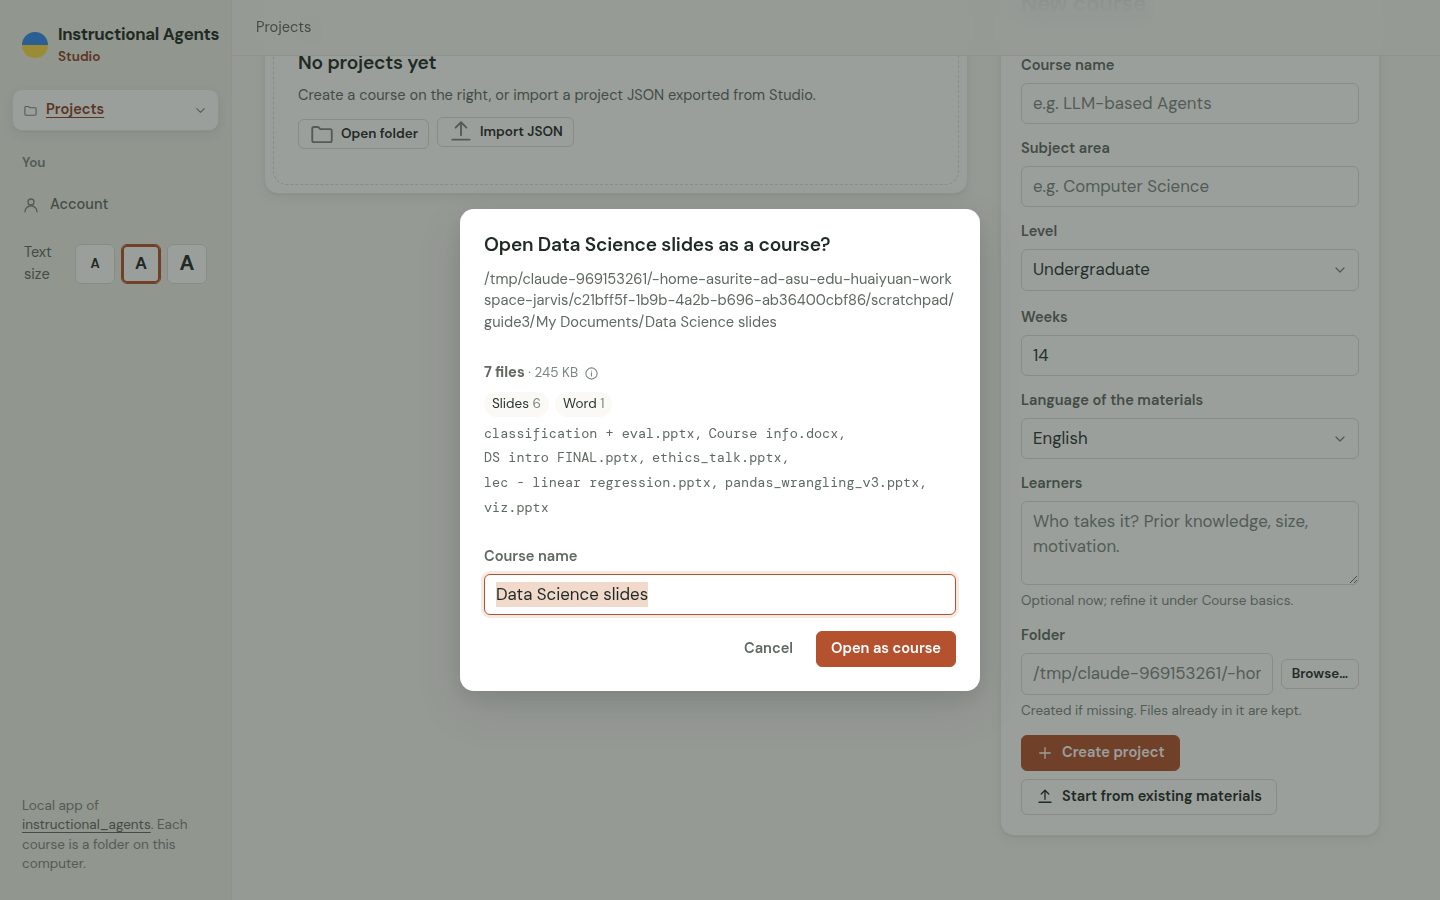 Instructional Agents
Studio
Projects
You
Account
Text size
A
A
A
Local app of
instructional_agents. Each
course is a folder on this
computer.
Projects
No projects yet
Create a course on the right, or import a project JSON exported from Studio.
Open folder
Import JSON
Open Data Science slides as a course?
/tmp/claude-969153261/-home-asurite-ad-asu-edu-huaiyuan-work
space-jarvis/c21bff5f-1b9b-4a2b-b696-ab36400cbf86/scratchpad/
guide3/My Documents/Data Science slides
7 files · 245 KB
Slides 6 Word 1
classification + eval.pptx, Course info.docx,
DS intro FINAL.pptx, ethics_talk.pptx,
lec - linear regression.pptx, pandas_wrangling_v3.pptx,
viz.pptx
Course name
Data Science slides
Cancel
Open as course
New course
Course name
e.g. LLM-based Agents
Subject area
e.g. Computer Science
Level
Undergraduate
Weeks
14
Language of the materials
English
Learners
Who takes it? Prior knowledge, size,
motivation.
Optional now; refine it under Course basics.
Folder
/tmp/claude-969153261/-hor
Browse...
Created if missing. Files already in it are kept.
Create project
Start from existing materials